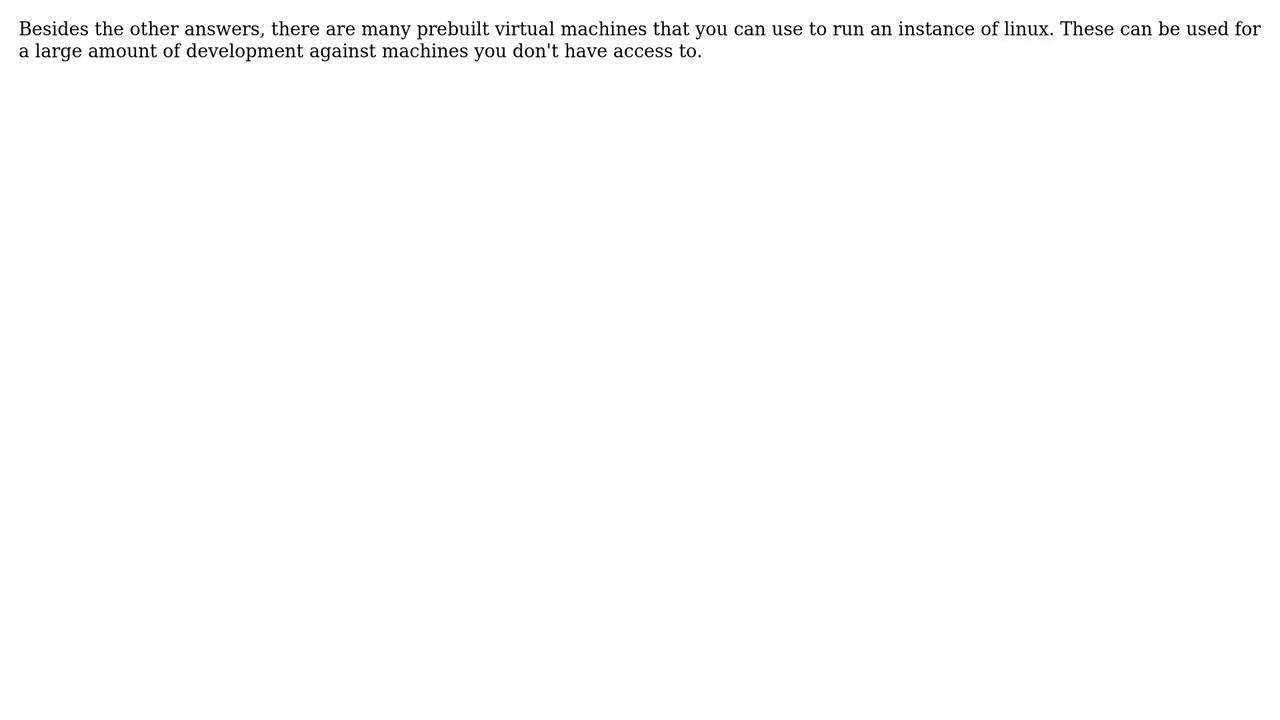 Besides the other answers, there are many prebuilt virtual machines that you can use to run an instance of linux. These can be used for
a large amount of development against machines you don't have access to.